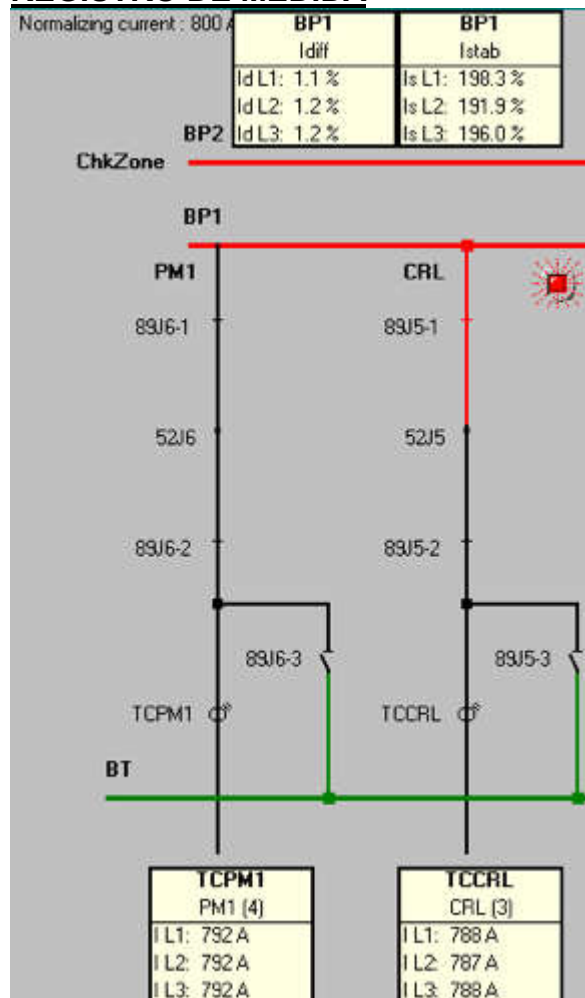 REGISTRO DE MEDIDA
Normalizing current : 800 A
BP1
Idiff
Id L1: 1.1 %
Id L2: 1.2 %
Id L3: 1.2 %
BP1
Istab
Is L1: 198.3 %
Is L2: 191.9 %
Is L3: 196.0 %
BP2
ChkZone
BP1
PM1
CRL
89J6-1
89J5-1
52J6
52J5
89J6-2
89J5-2
89J6-3
89J5-3
TCPM1
TCCRL
BT
TCPM1
PM1 (4)
I L1: 792 A
I L2: 792 A
I L3: 792 A
TCCRL
CRL (3)
I L1: 788 A
I L2: 787 A
I L3: 788 A